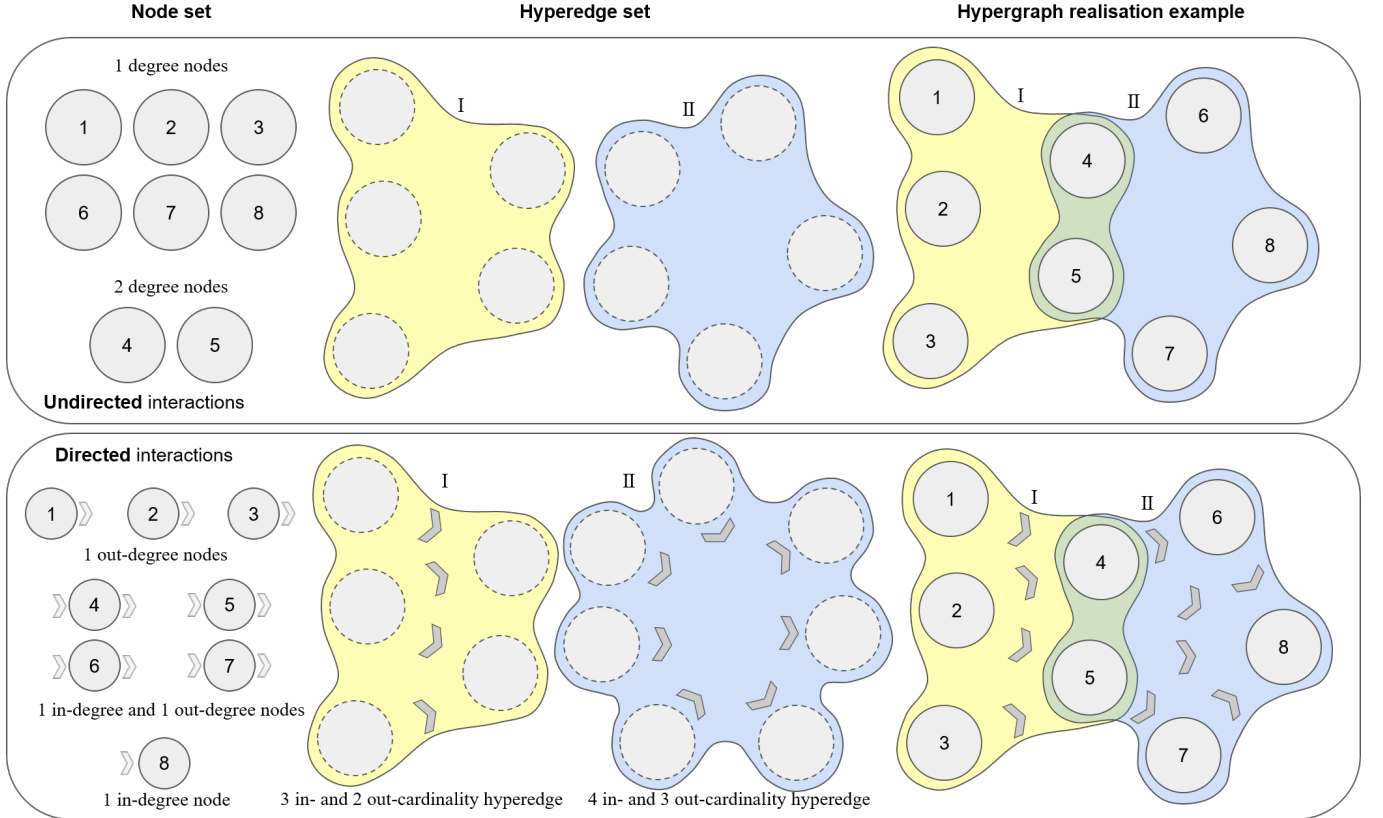 Node set
Hyperedge set
Hypergraph realisation example
1 degree nodes
1 2 3
6 7 8
2 degree nodes
4 5
Undirected interactions
I
II
1
2
3
I
4
5
II
6
8
7
Directed interactions
1 2 3
1 out-degree nodes
4 5
6 7
1 in-degree and 1 out-degree nodes
8
1 in-degree node
I
3 in- and 2 out-cardinality hyperedge
II
4 in- and 3 out-cardinality hyperedge
1
2
3
I
4
5
II
6
8
7